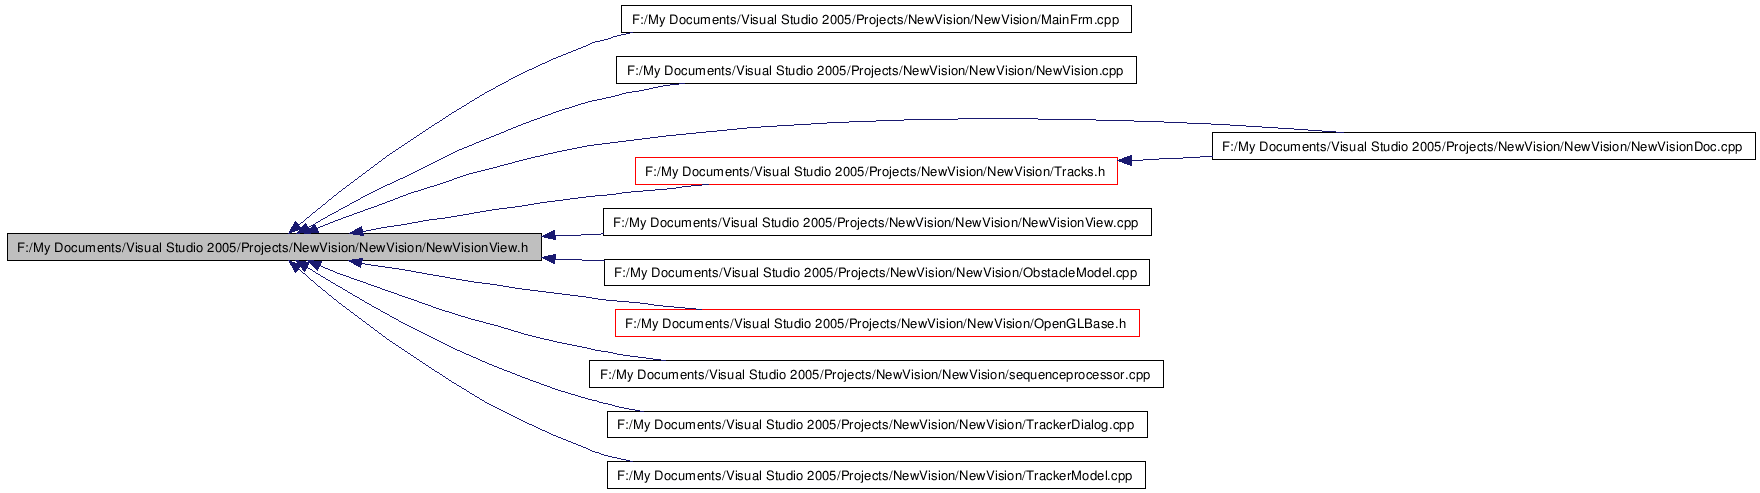 F:/My Documents/Visual Studio 2005/Projects/NewVision/NewVision/MainFrm.cpp
F:/My Documents/Visual Studio 2005/Projects/NewVision/NewVision/NewVision.cpp
F:/My Documents/Visual Studio 2005/Projects/NewVision/NewVision/NewVisionDoc.cpp
F:/My Documents/Visual Studio 2005/Projects/NewVision/NewVision/Tracks.h
F:/My Documents/Visual Studio 2005/Projects/NewVision/NewVision/NewVisionView.cpp
F:/My Documents/Visual Studio 2005/Projects/NewVision/NewVision/NewVisionView.h
F:/My Documents/Visual Studio 2005/Projects/NewVision/NewVision/ObstacleModel.cpp
F:/My Documents/Visual Studio 2005/Projects/NewVision/NewVision/OpenGLBase.h
F:/My Documents/Visual Studio 2005/Projects/NewVision/NewVision/sequenceprocessor.cpp
F:/My Documents/Visual Studio 2005/Projects/NewVision/NewVision/TrackerDialog.cpp
F:/My Documents/Visual Studio 2005/Projects/NewVision/NewVision/TrackerModel.cpp